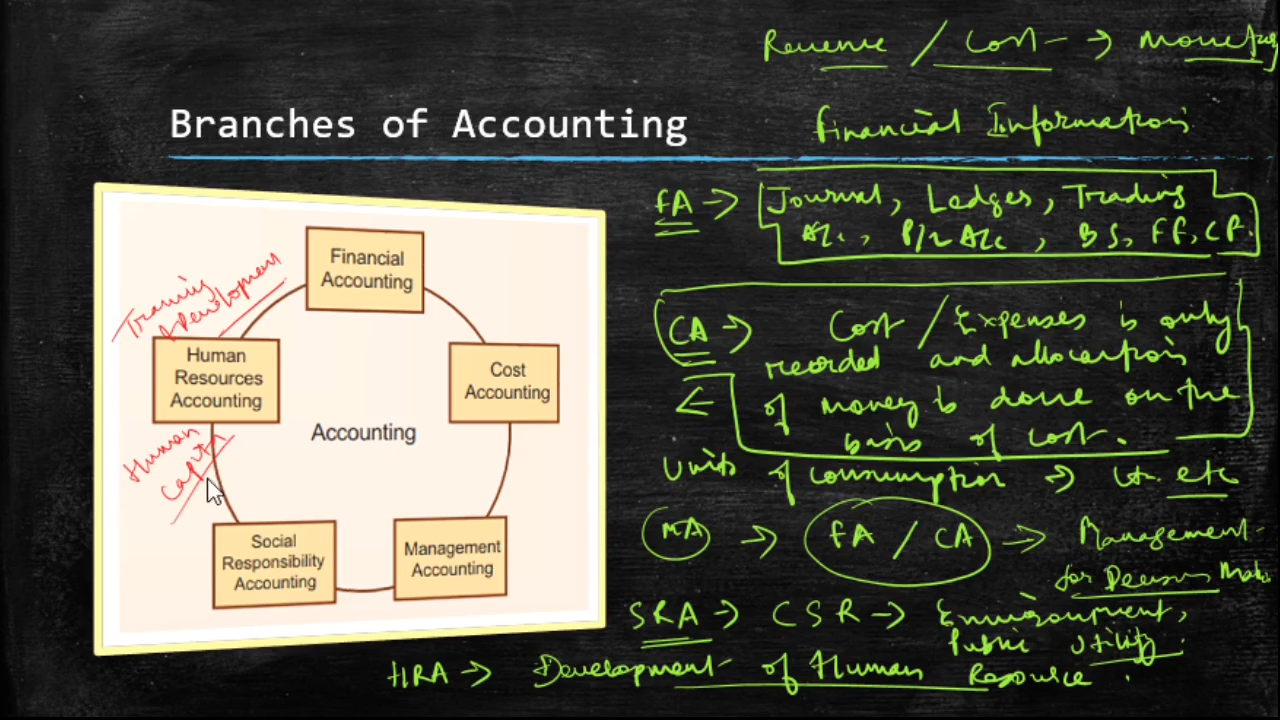 Revenue / Cost → Monetary
Branches of Accounting
Financial Information
FA → Journal, Ledger, Trading
A/c., P/L A/c, BS, FF, CF.
CA → Cost / Expenses is only
recorded and allocation
of money is done on the
basis of cost.
Units of consumption →  etc
MA → FA / CA → Management
for Decision Mak
SRA → CSR → Environment,
Public Utility.
HRA → Development of Human Resource.
Financial
Accounting
Training
& Development
Human
Resources
Accounting
Cost
Accounting
Accounting
Human
Capital
Social
Responsibility
Accounting
Management
Accounting